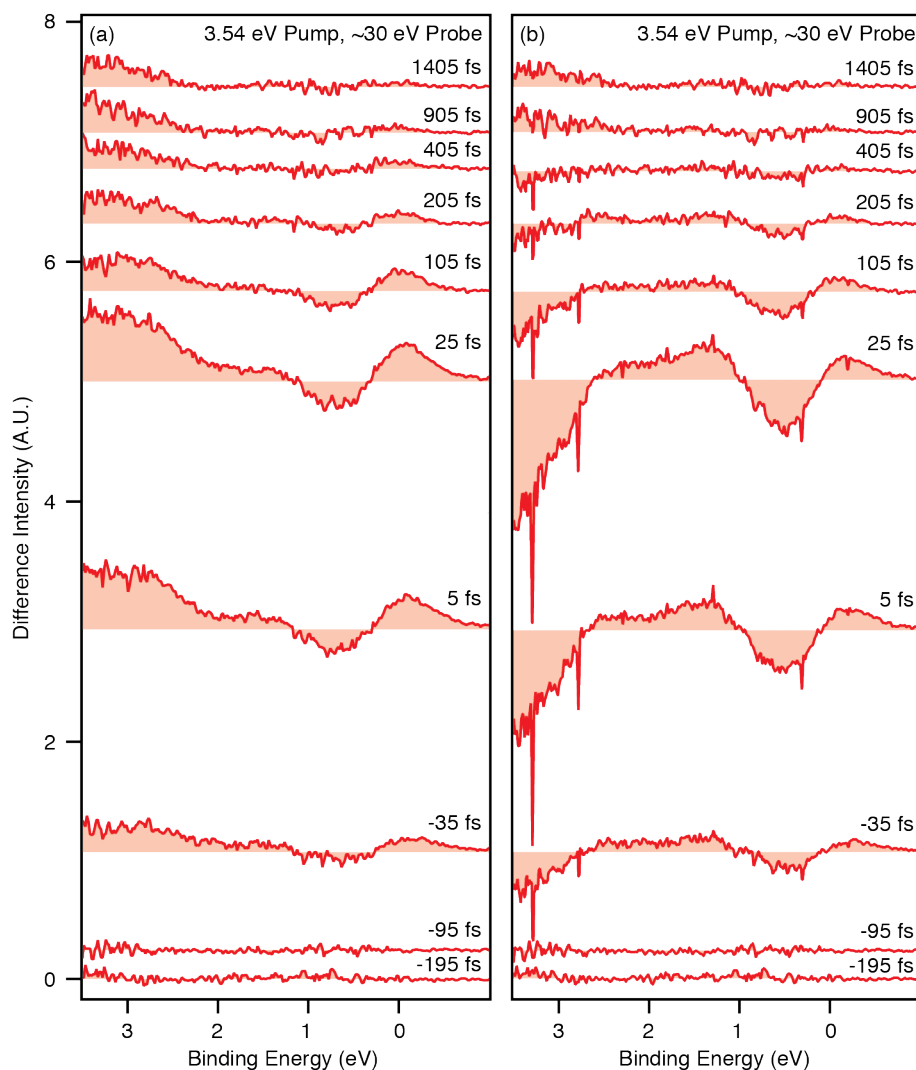 (a) 3.54 eV Pump, ~30 eV Probe
1405 fs
905 fs
405 fs
205 fs
105 fs
25 fs
5 fs
-35 fs
-95 fs
-195 fs
(b) 3.54 eV Pump, ~30 eV Probe
1405 fs
905 fs
405 fs
205 fs
105 fs
25 fs
5 fs
-35 fs
-95 fs
-195 fs
8
6
4
2
0
Difference Intensity (A.U.)
3 2 1 0
Binding Energy (eV)
3 2 1 0
Binding Energy (eV)